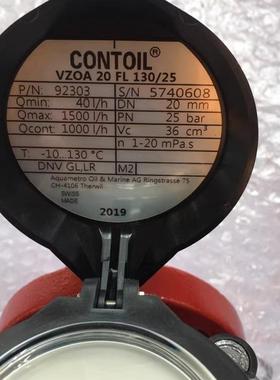 CONTOIL®
VZOA 20 FL 130/25
P/N: 92303 S/N 5740608
Qmin: 40 l/h DN 20 mm
Qmax: 1500 l/h PN 25 bar
Qcont: 1000 l/h Vc 36 cm³
n 1-20 mPa.s
T -10...130 °C
DNV GL,LR M2
Aquametro Oil & Marine AG Ringstrasse 75
CH-4106 Therwil
SWISS
MADE
2019